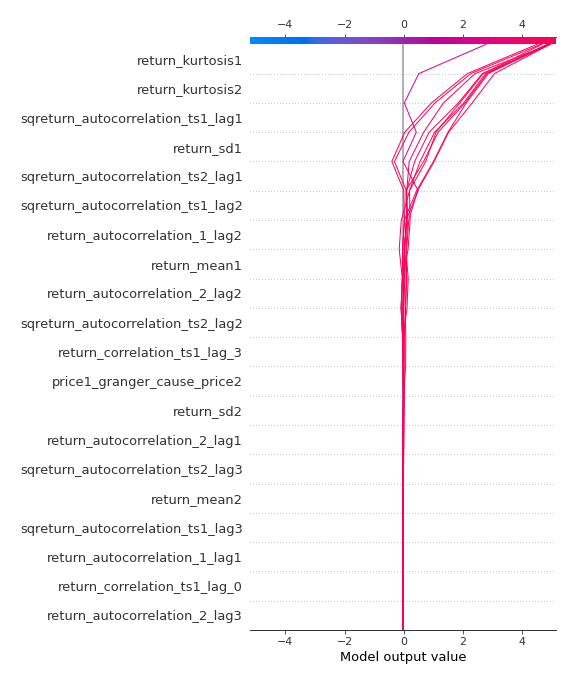 −4 −2 0 2 4
return_kurtosis1
return_kurtosis2
sqreturn_autocorrelation_ts1_lag1
return_sd1
sqreturn_autocorrelation_ts2_lag1
sqreturn_autocorrelation_ts1_lag2
return_autocorrelation_1_lag2
return_mean1
return_autocorrelation_2_lag2
sqreturn_autocorrelation_ts2_lag2
return_correlation_ts1_lag_3
price1_granger_cause_price2
return_sd2
return_autocorrelation_2_lag1
sqreturn_autocorrelation_ts2_lag3
return_mean2
sqreturn_autocorrelation_ts1_lag3
return_autocorrelation_1_lag1
return_correlation_ts1_lag_0
return_autocorrelation_2_lag3
−4 −2 0 2 4
Model output value